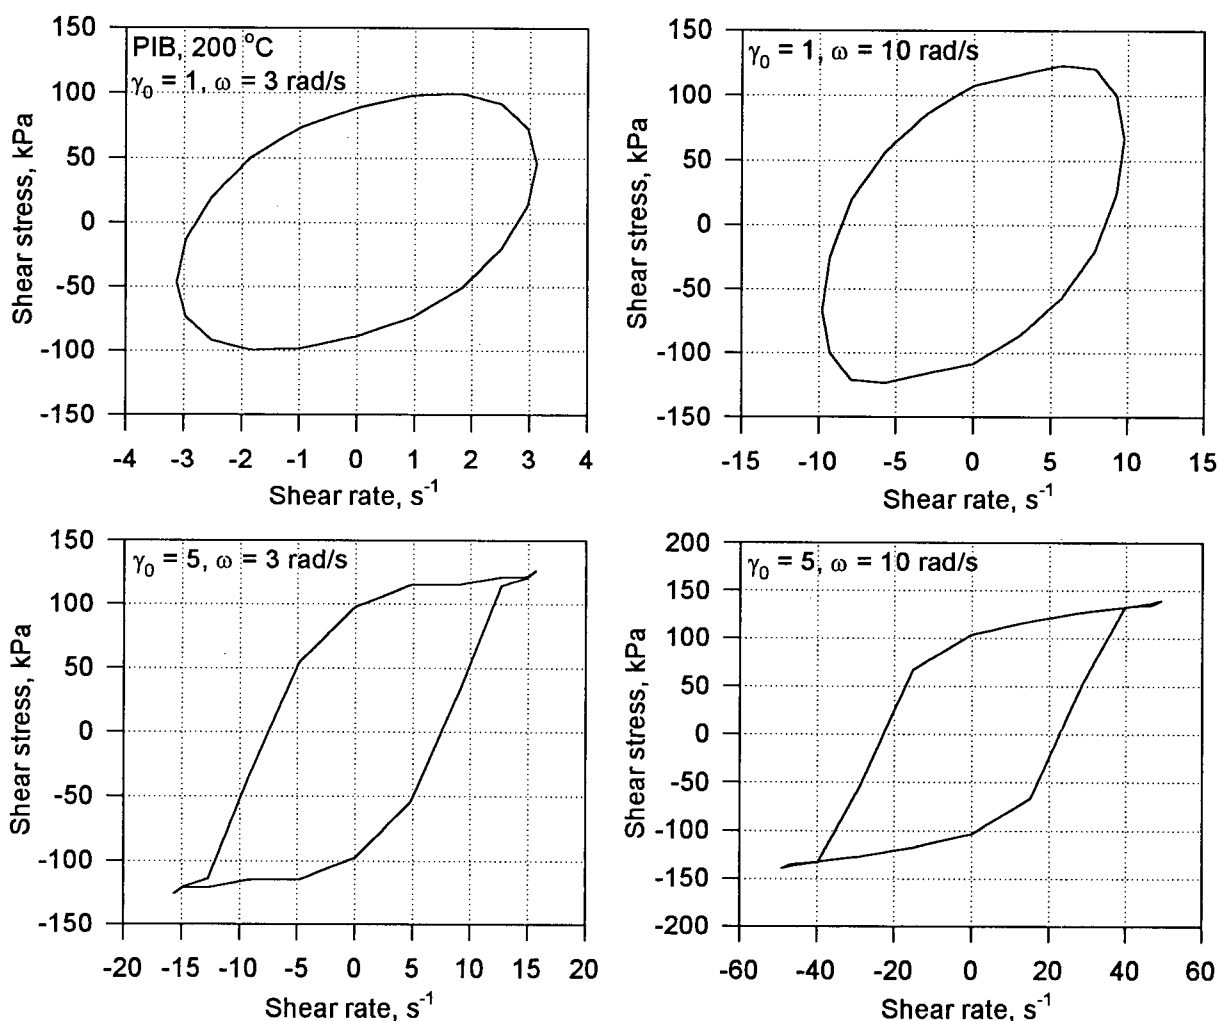 PIB, 200 °C
γ₀ = 1, ω = 3 rad/s
150
100
50
0
-50
-100
-150
Shear stress, kPa
-4 -3 -2 -1 0 1 2 3 4
Shear rate, s⁻¹
γ₀ = 1, ω = 10 rad/s
150
100
50
0
-50
-100
-150
Shear stress, kPa
-15 -10 -5 0 5 10 15
Shear rate, s⁻¹
γ₀ = 5, ω = 3 rad/s
150
100
50
0
-50
-100
-150
Shear stress, kPa
-20 -15 -10 -5 0 5 10 15 20
Shear rate, s⁻¹
γ₀ = 5, ω = 10 rad/s
200
150
100
50
0
-50
-100
-150
-200
Shear stress, kPa
-60 -40 -20 0 20 40 60
Shear rate, s⁻¹